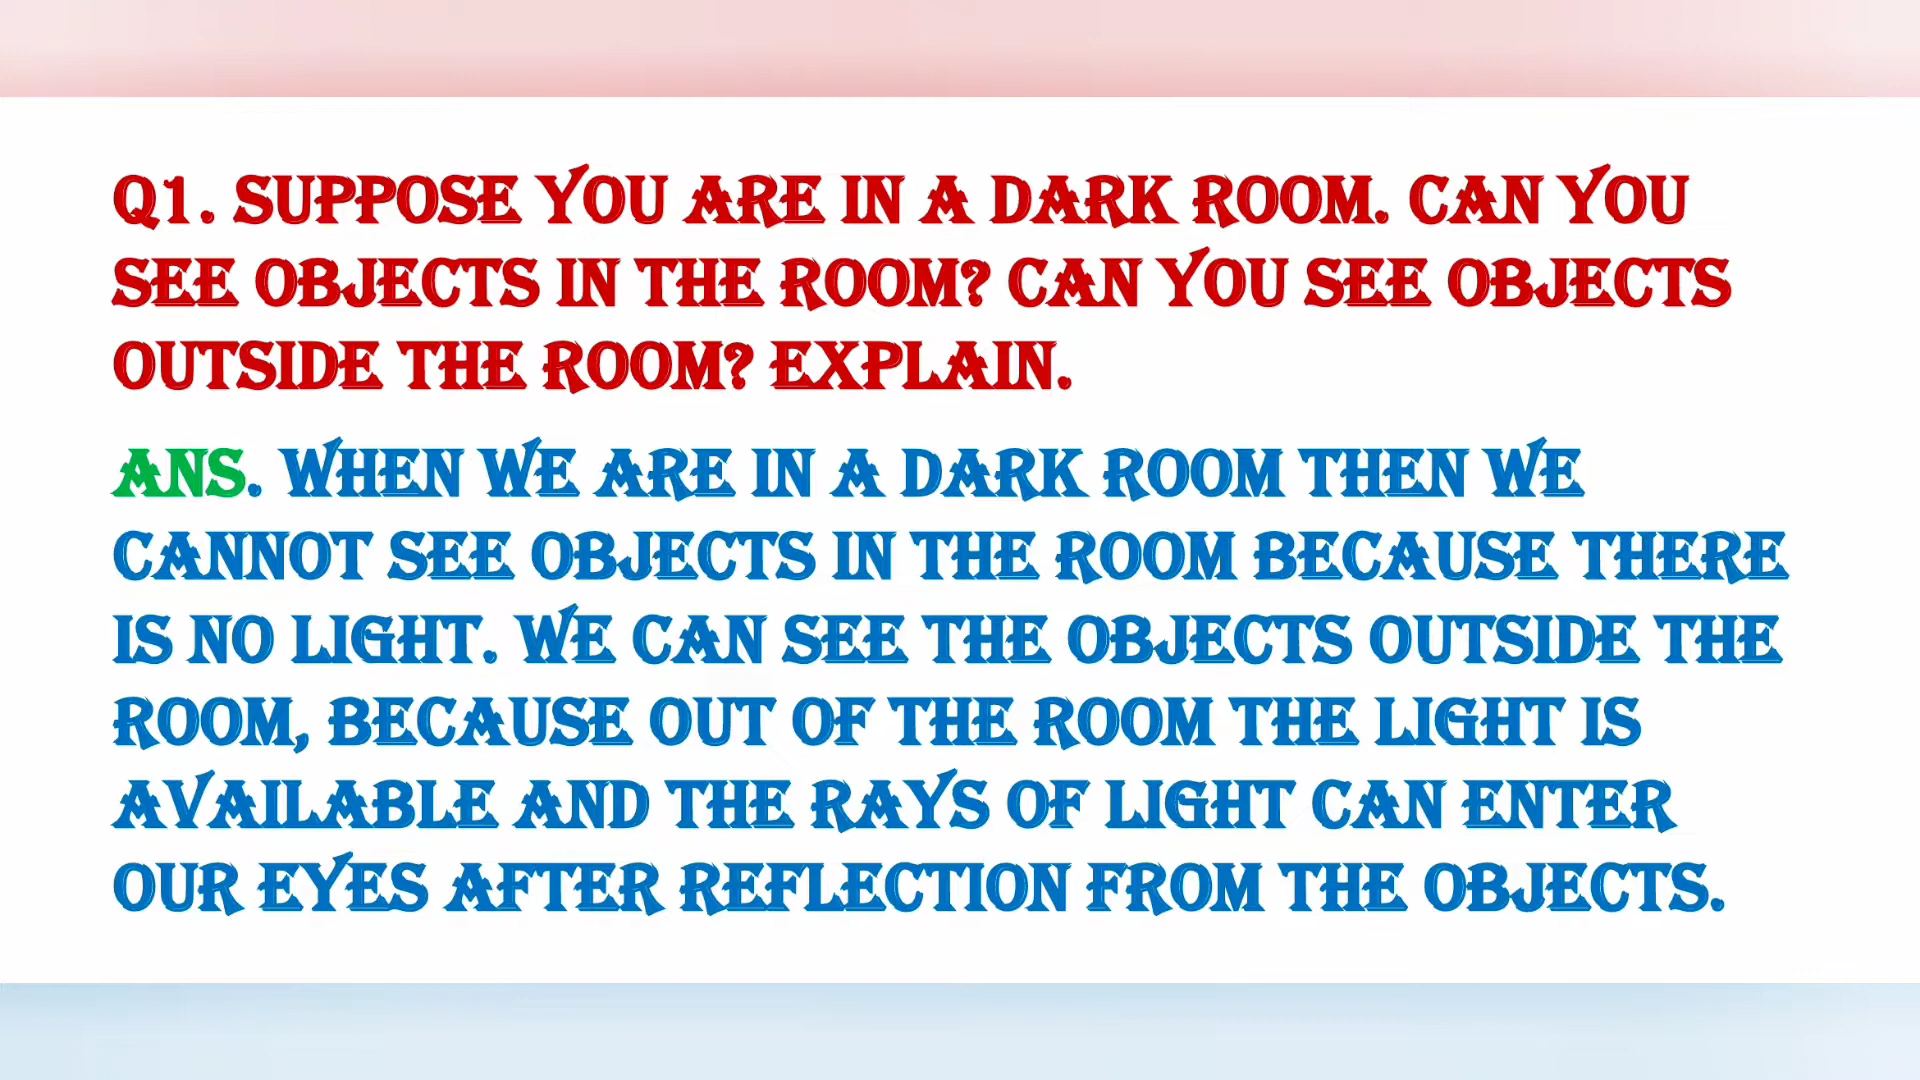 Q1. SUPPOSE YOU ARE IN A DARK ROOM. CAN YOU
SEE OBJECTS IN THE ROOM? CAN YOU SEE OBJECTS
OUTSIDE THE ROOM? EXPLAIN.
ANS. WHEN WE ARE IN A DARK ROOM THEN WE
CANNOT SEE OBJECTS IN THE ROOM BECAUSE THERE
IS NO LIGHT. WE CAN SEE THE OBJECTS OUTSIDE THE
ROOM, BECAUSE OUT OF THE ROOM THE LIGHT IS
AVAILABLE AND THE RAYS OF LIGHT CAN ENTER
OUR EYES AFTER REFLECTION FROM THE OBJECTS.